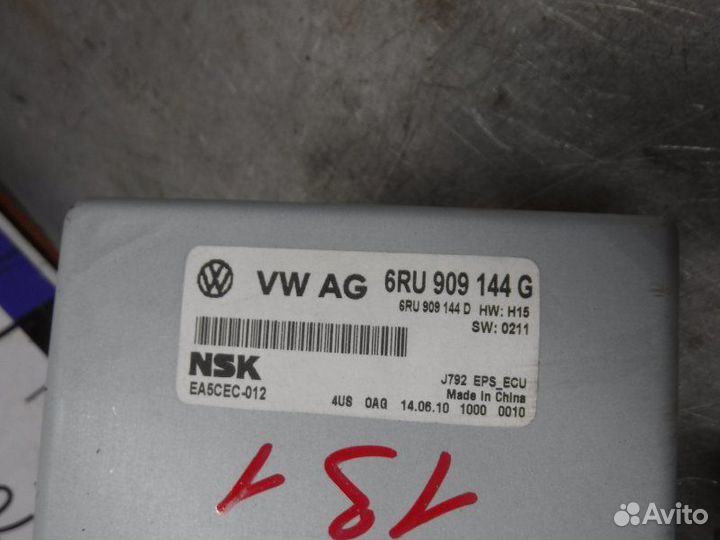 VW AG 6RU 909 144 G
6RU 909 144 D HW: H15
SW: 0211
NSK
EA5CEC-012
J792 EPS_ECU
Made in China
4US 0AG 14.06.10 1000 0010
181
Avito